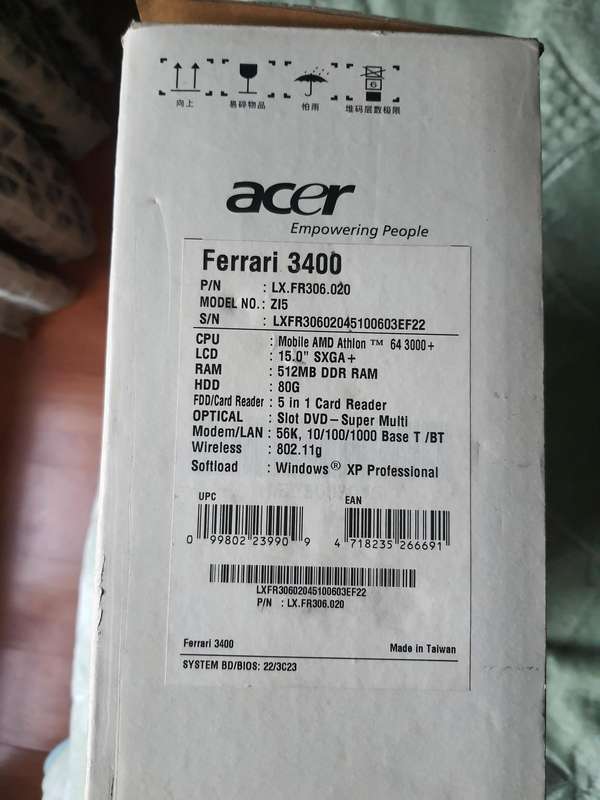 6
向上
易碎物品
怕雨
堆码层数极限
acer
Empowering People
Ferrari 3400
P/N : LX.FR306.020
MODEL NO. : ZI5
S/N : LXFR30602045100603EF22
CPU : Mobile AMD Athlon ™ 64 3000+
LCD : 15.0" SXGA+
RAM : 512MB DDR RAM
HDD : 80G
FDD/Card Reader : 5 in 1 Card Reader
OPTICAL : Slot DVD-Super Multi
Modem/LAN : 56K, 10/100/1000 Base T /BT
Wireless : 802.11g
Softload : Windows® XP Professional
UPC
EAN
0 99802 23990 9
4 718235 266691
LXFR30602045100603EF22
P/N : LX.FR306.020
Ferrari 3400
Made in Taiwan
SYSTEM BD/BIOS: 22/3C23